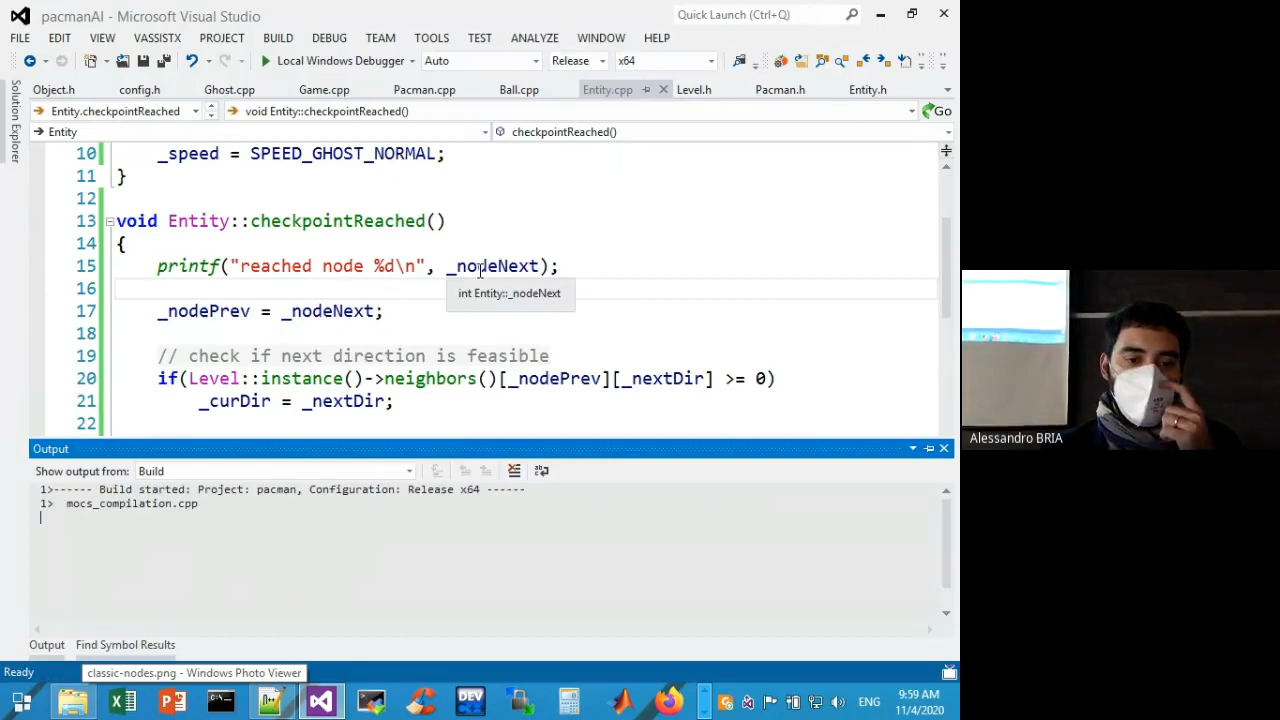 pacmanAI - Microsoft Visual Studio
Quick Launch (Ctrl+Q)
FILE EDIT VIEW VASSISTX PROJECT BUILD DEBUG TEAM TOOLS TEST ANALYZE WINDOW HELP
Local Windows Debugger Auto Release x64
Object.h config.h Ghost.cpp Game.cpp Pacman.cpp Ball.cpp Entity.cpp Level.h Pacman.h Entity.h
Solution Explorer
Entity.checkpointReached void Entity::checkpointReached() Go
Entity checkpointReached()
10 _speed = SPEED_GHOST_NORMAL;
11 }
12
13 void Entity::checkpointReached()
14 {
15 printf("reached node %d\n", _nodeNext);
16 int Entity::_nodeNext
17 _nodePrev = _nodeNext;
18
19 // check if next direction is feasible
20 if(Level::instance()->neighbors()[_nodePrev][_nextDir] >= 0)
21 _curDir = _nextDir;
22
Alessandro BRIA
Output
Show output from: Build
1>------ Build started: Project: pacman, Configuration: Release x64 ------
1> mocs_compilation.cpp
Output Find Symbol Results
Ready classic-nodes.png - Windows Photo Viewer
DEV ENG 9:59 AM
11/4/2020